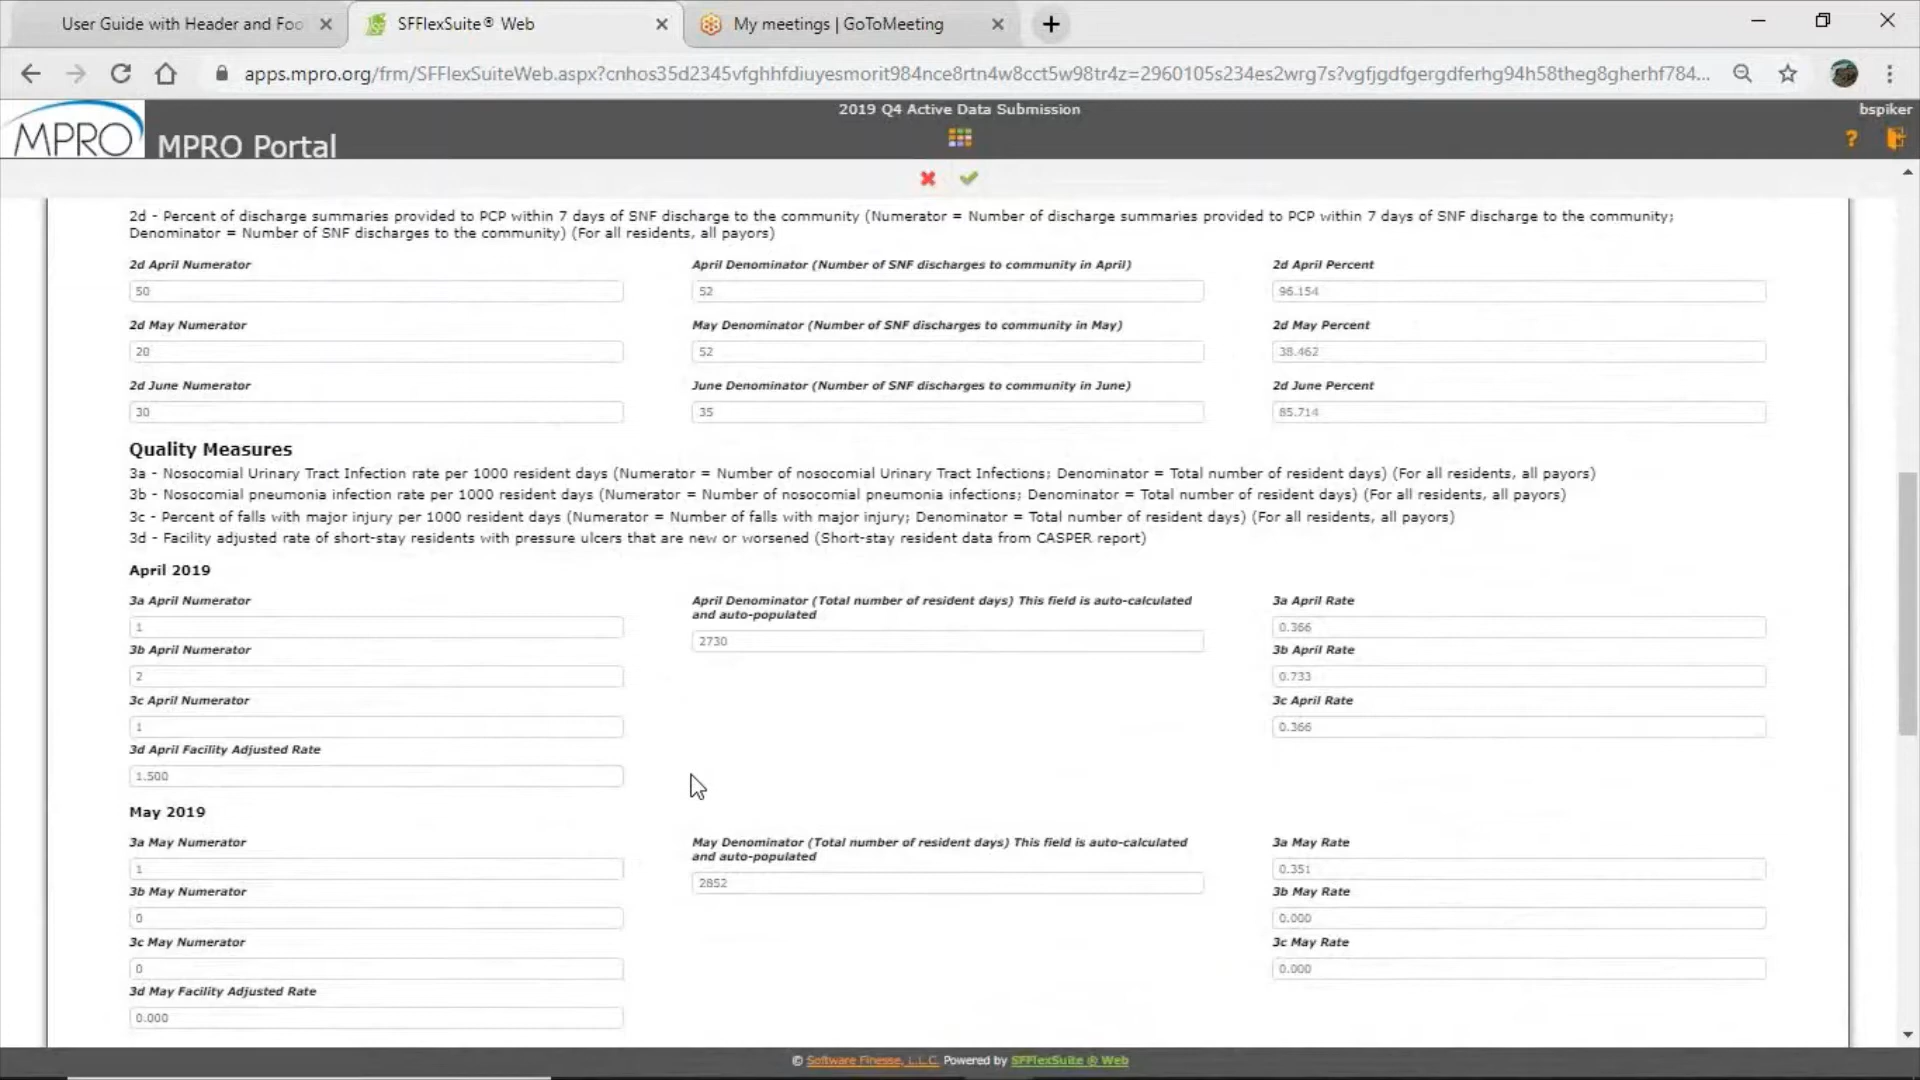 User Guide with Header and Foo
SFFlexSuite® Web
My meetings | GoToMeeting
apps.mpro.org/frm/SFFlexSuiteWeb.aspx?cnhos35d2345vfghhfdiuyesmorit984nce8rtn4w8cct5w98tr4z=2960105s234es2wrg7s?vgfjgdfgergdferhg94h58theg8gherhf784...
2019 Q4 Active Data Submission
bspiker
MPRO
MPRO Portal
?
2d - Percent of discharge summaries provided to PCP within 7 days of SNF discharge to the community (Numerator = Number of discharge summaries provided to PCP within 7 days of SNF discharge to the community;
Denominator = Number of SNF discharges to the community) (For all residents, all payors)
2d April Numerator
April Denominator (Number of SNF discharges to community in April)
2d April Percent
50
52
96.154
2d May Numerator
May Denominator (Number of SNF discharges to community in May)
2d May Percent
20
52
38.462
2d June Numerator
June Denominator (Number of SNF discharges to community in June)
2d June Percent
30
35
85.714
Quality Measures
3a - Nosocomial Urinary Tract Infection rate per 1000 resident days (Numerator = Number of nosocomial Urinary Tract Infections; Denominator = Total number of resident days) (For all residents, all payors)
3b - Nosocomial pneumonia infection rate per 1000 resident days (Numerator = Number of nosocomial pneumonia infections; Denominator = Total number of resident days) (For all residents, all payors)
3c - Percent of falls with major injury per 1000 resident days (Numerator = Number of falls with major injury; Denominator = Total number of resident days) (For all residents, all payors)
3d - Facility adjusted rate of short-stay residents with pressure ulcers that are new or worsened (Short-stay resident data from CASPER report)
April 2019
3a April Numerator
April Denominator (Total number of resident days) This field is auto-calculated
and auto-populated
3a April Rate
1
2730
0.366
3b April Numerator
3b April Rate
2
0.733
3c April Numerator
3c April Rate
1
0.366
3d April Facility Adjusted Rate
1.500
May 2019
3a May Numerator
May Denominator (Total number of resident days) This field is auto-calculated
and auto-populated
3a May Rate
1
2852
0.351
3b May Numerator
3b May Rate
0
0.000
3c May Numerator
3c May Rate
0
0.000
3d May Facility Adjusted Rate
0.000
© Software Finesse, L.L.C. Powered by SFFlexSuite ® Web